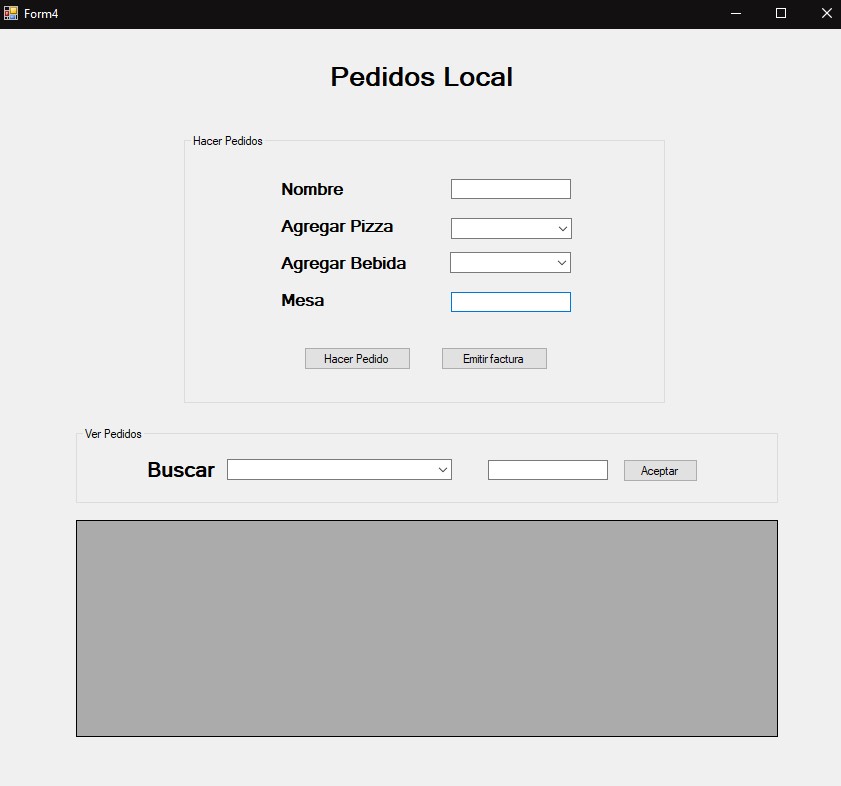 Form4
Pedidos Local
Hacer Pedidos
Nombre
Agregar Pizza
Agregar Bebida
Mesa
Hacer Pedido
Emitir factura
Ver Pedidos
Buscar
Aceptar